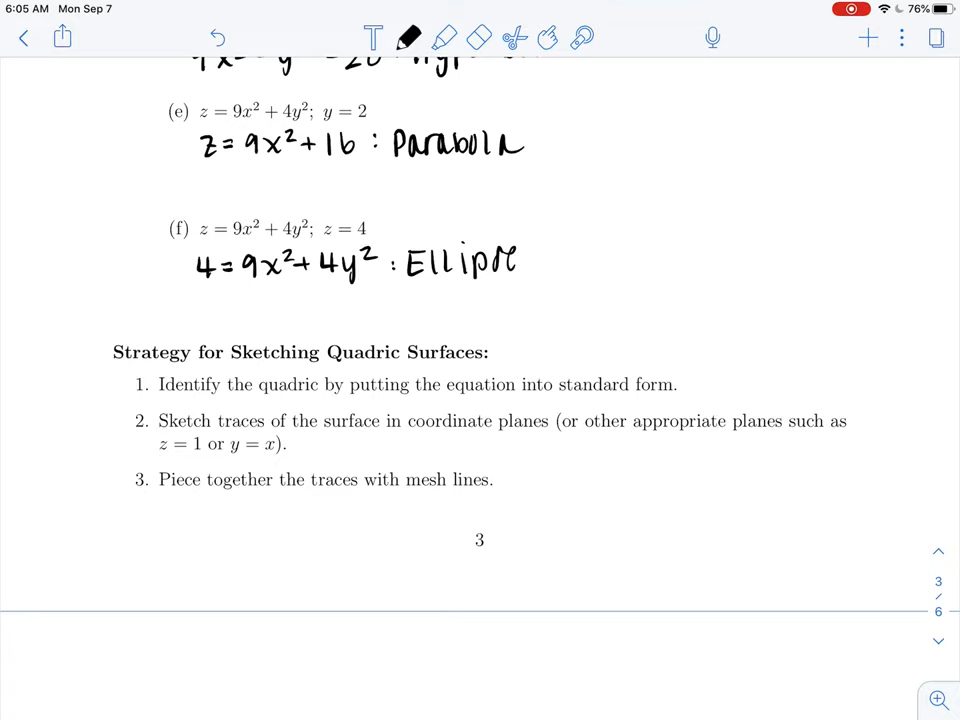 6:05 AM Mon Sep 7
76%
T
(e) z = 9x² + 4y²; y = 2
z = 9x² + 16 : Parabola
(f) z = 9x² + 4y²; z = 4
4 = 9x² + 4y² : Ellipse
Strategy for Sketching Quadric Surfaces:
1. Identify the quadric by putting the equation into standard form.
2. Sketch traces of the surface in coordinate planes (or other appropriate planes such as
z = 1 or y = x).
3. Piece together the traces with mesh lines.
3
3
/
6